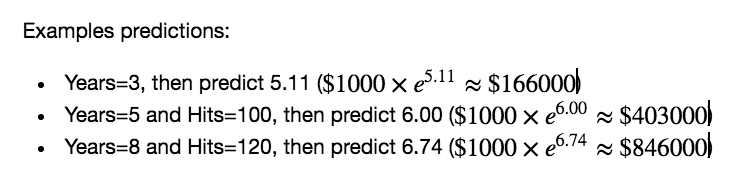 Examples predictions:
• Years=3, then predict 5.11 ($1000 × e^5.11 ≈ $166000)
• Years=5 and Hits=100, then predict 6.00 ($1000 × e^6.00 ≈ $403000)
• Years=8 and Hits=120, then predict 6.74 ($1000 × e^6.74 ≈ $846000)